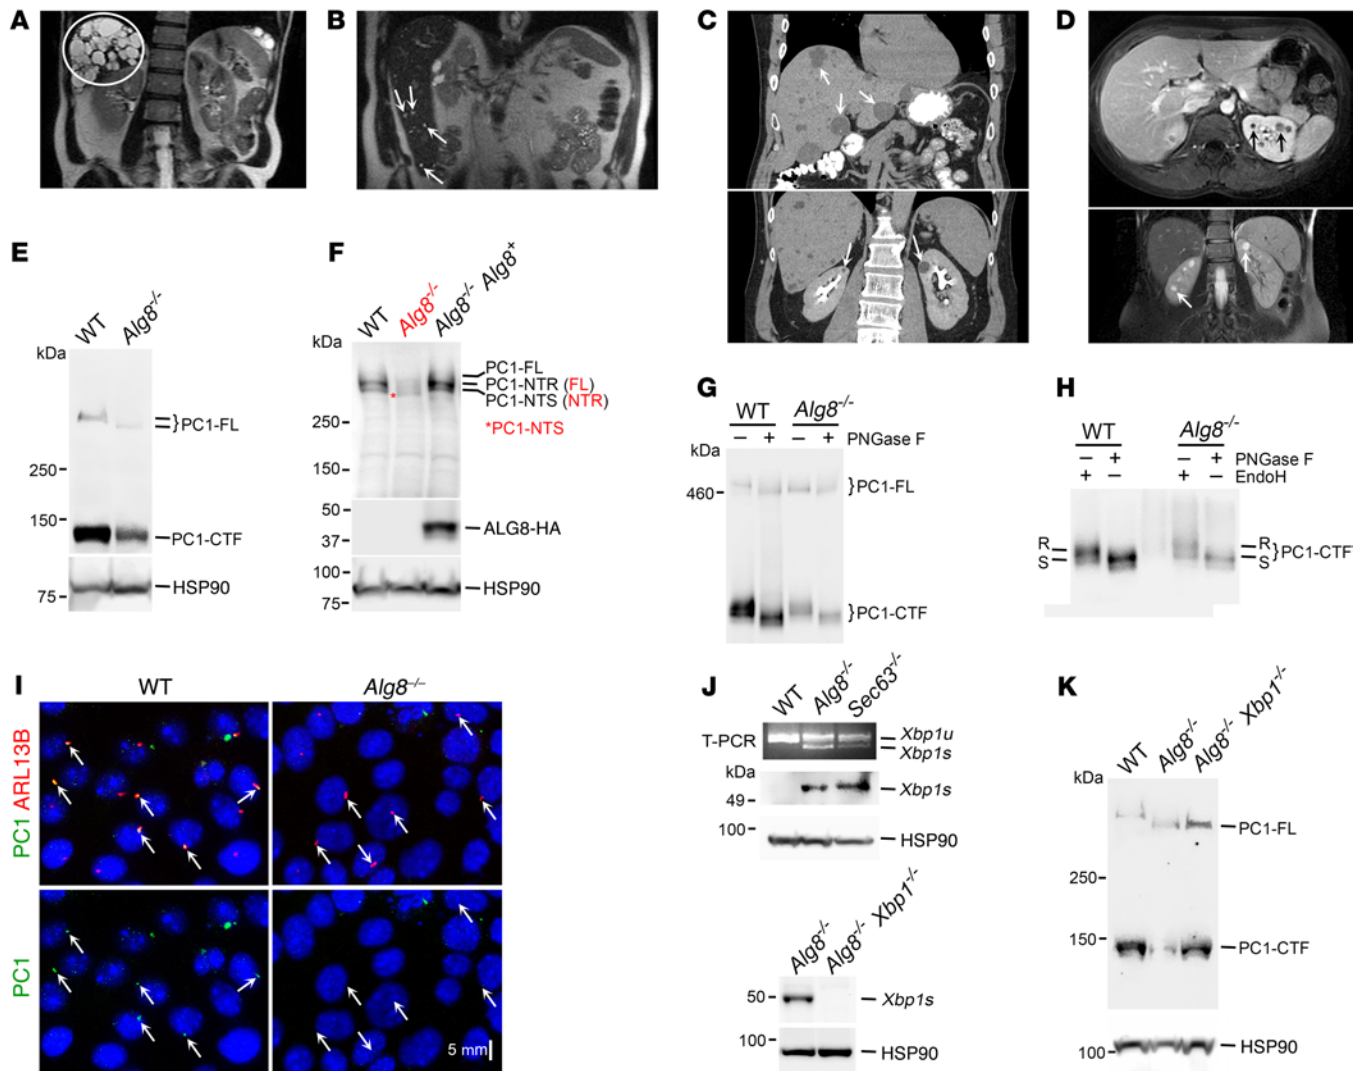 A
B
C
D
E
WT
Alg8-/-
kDa
PC1-FL
250
150
PC1-CTF
HSP90
75
F
WT
Alg8-/-
Alg8-/- Alg8+
kDa
PC1-FL
PC1-NTR (FL)
PC1-NTS (NTR)
*
*PC1-NTS
250
150
50
ALG8-HA
37
100
HSP90
75
G
WT
Alg8-/-
– + – + PNGase F
kDa
460
PC1-FL
PC1-CTF
H
WT
Alg8-/-
– + – + PNGase F
+ – + – EndoH
R
S
R
S
PC1-CTF
I
WT
Alg8–/–
PC1 ARL13B
PC1
5 mm
J
WT
Alg8-/-
Sec63-/-
T-PCR
Xbp1u
Xbp1s
kDa
Xbp1s
49
100
HSP90
Alg8-/-
Alg8-/- Xbp1-/-
50
Xbp1s
100
HSP90
K
WT
Alg8-/-
Alg8-/- Xbp1-/-
kDa
PC1-FL
250
150
PC1-CTF
100
HSP90